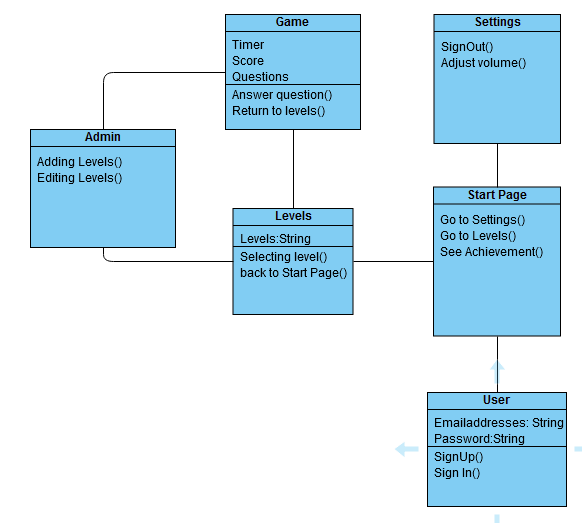 Game
Timer
Score
Questions
Answer question()
Return to levels()
Settings
SignOut()
Adjust volume()
Admin
Adding Levels()
Editing Levels()
Levels
Levels:String
Selecting level()
back to Start Page()
Start Page
Go to Settings()
Go to Levels()
See Achievement()
User
Emailaddresses: String
Password:String
SignUp()
Sign In()